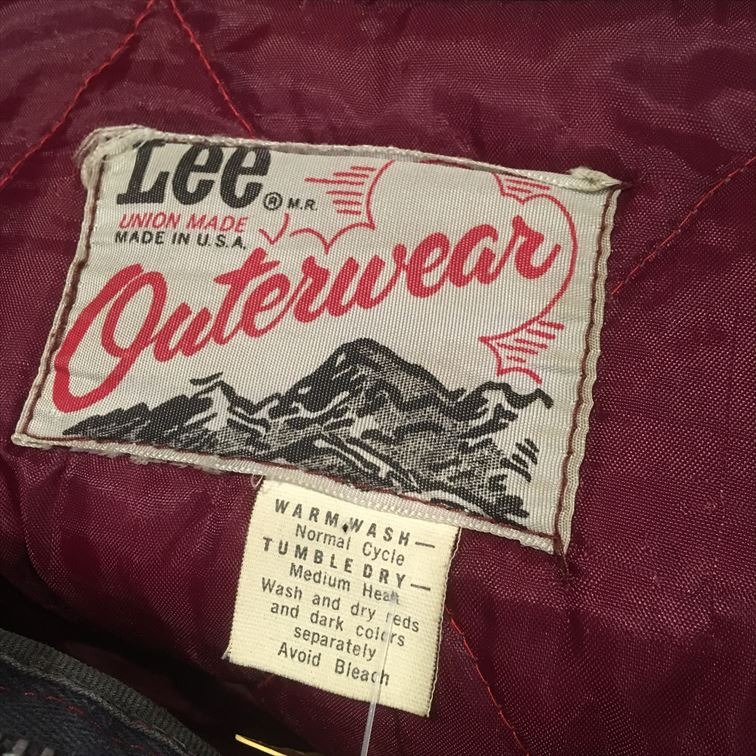 Lee ® M.R.
UNION MADE
MADE IN U.S.A.
Outerwear
WARM WASH—
Normal Cycle
TUMBLE DRY—
Medium Heat
Wash and dry reds
and dark colors
separately
Avoid Bleach